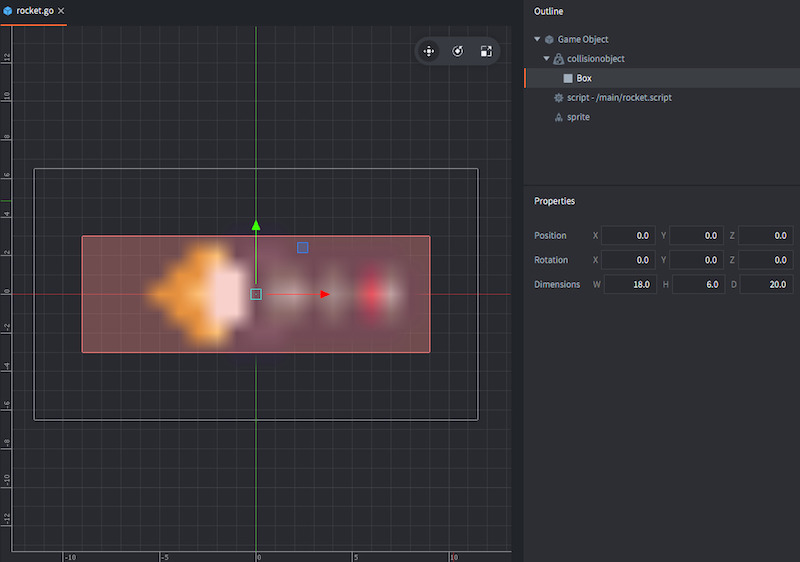 rocket.go ×
Outline
Game Object
collisionobject
Box
script - /main/rocket.script
sprite
Properties
Position X 0.0 Y 0.0 Z 0.0
Rotation X 0.0 Y 0.0 Z 0.0
Dimensions W 18.0 H 6.0 D 20.0
12
10
8
6
4
2
0
-2
-4
-6
-8
-10
-12
-10 -5 0 5 10